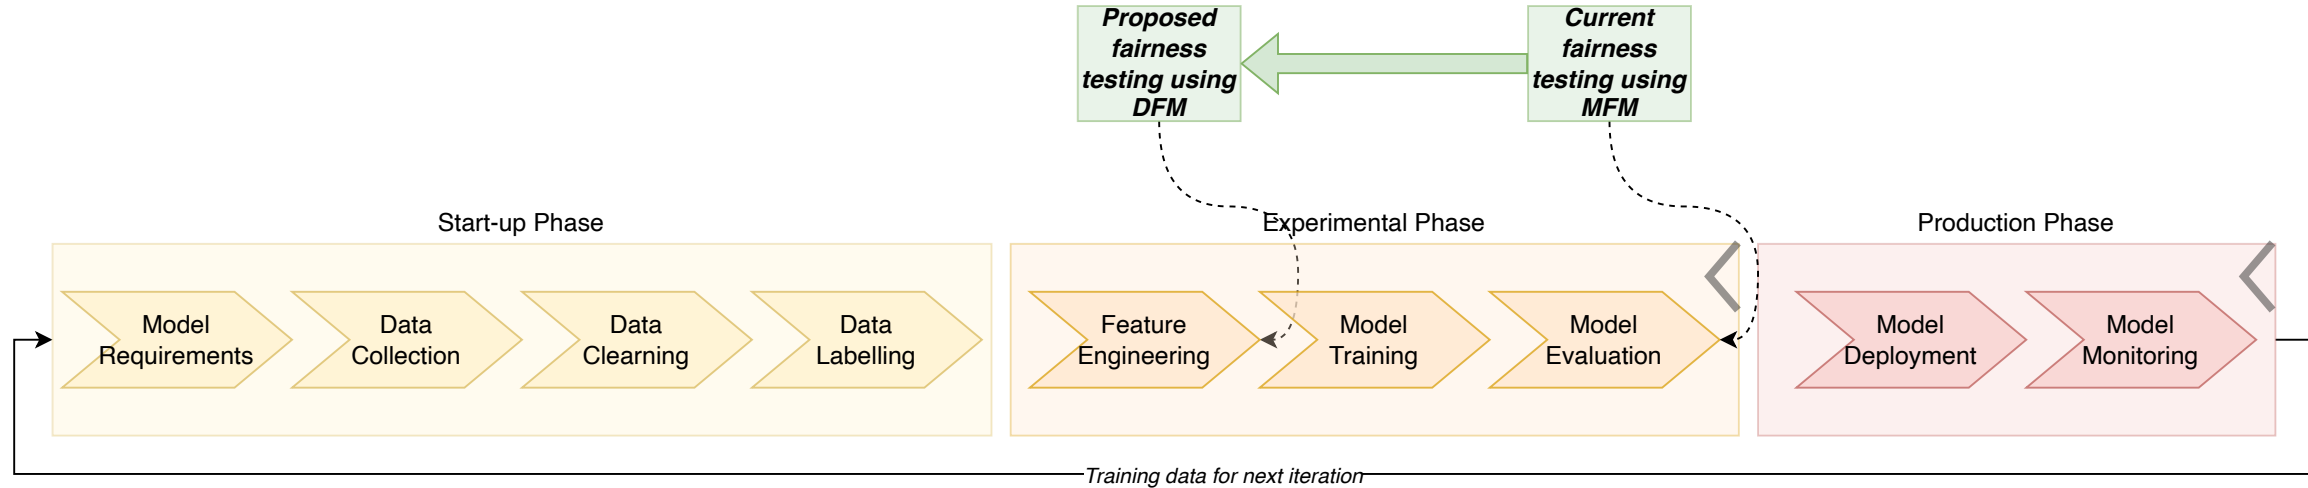 Proposed
fairness
testing using
DFM
Current
fairness
testing using
MFM
Start-up Phase
Experimental Phase
Production Phase
Model
Requirements
Data
Collection
Data
Clearning
Data
Labelling
Feature
Engineering
Model
Training
Model
Evaluation
Model
Deployment
Model
Monitoring
Training data for next iteration